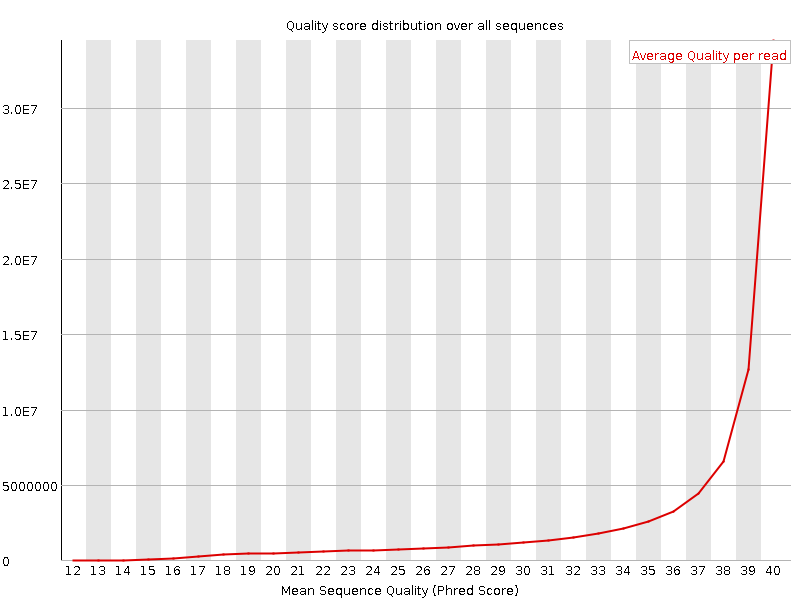 Quality score distribution over all sequences
Average Quality per read
3.0E7
2.5E7
2.0E7
1.5E7
1.0E7
5000000
0
12 13 14 15 16 17 18 19 20 21 22 23 24 25 26 27 28 29 30 31 32 33 34 35 36 37 38 39 40
Mean Sequence Quality (Phred Score)